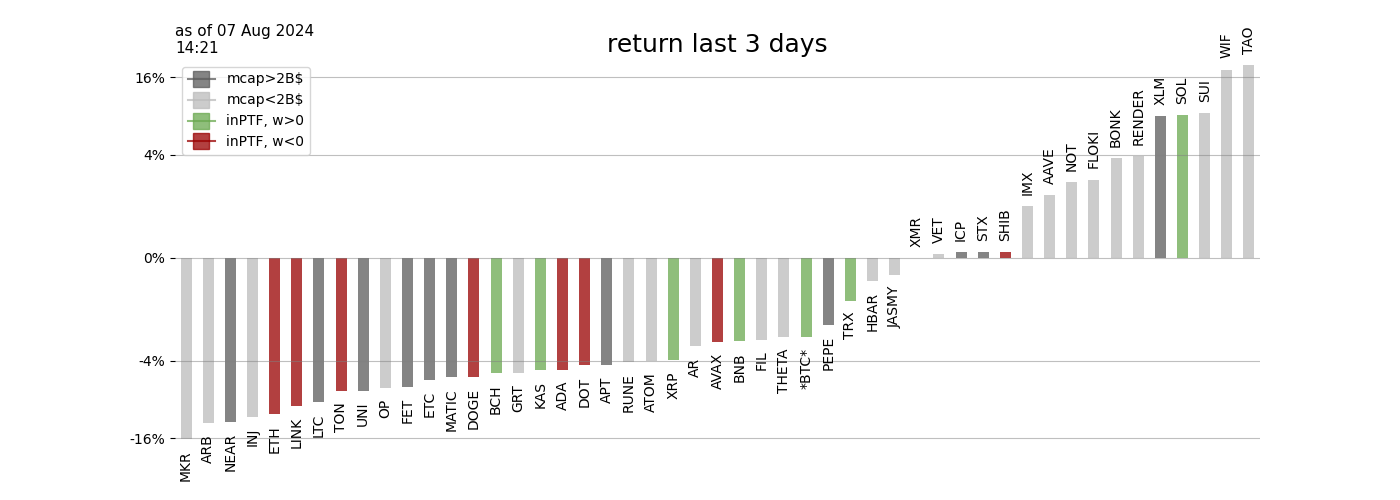 as of 07 Aug 2024
14:21
return last 3 days
mcap>2B$
mcap<2B$
inPTF, w>0
inPTF, w<0
16%
4%
0%
-4%
-16%
MKR
ARB
NEAR
INJ
ETH
LINK
LTC
TON
UNI
OP
FET
ETC
MATIC
DOGE
BCH
GRT
KAS
ADA
DOT
APT
RUNE
ATOM
XRP
AR
AVAX
BNB
FIL
THETA
*BTC*
PEPE
TRX
HBAR
JASMY
XMR
VET
ICP
STX
SHIB
IMX
AAVE
NOT
FLOKI
BONK
RENDER
XLM
SOL
SUI
WIF
TAO